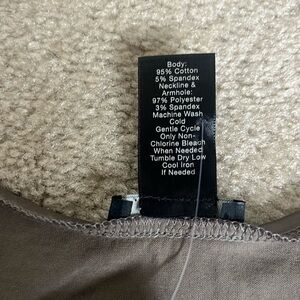 Body:
95% Cotton
5% Spandex
Neckline &
Armhole:
97% Polyester
3% Spandex
Machine Wash
Cold
Gentle Cycle
Only Non-
Chlorine Bleach
When Needed
Tumble Dry Low
Cool Iron
If Needed